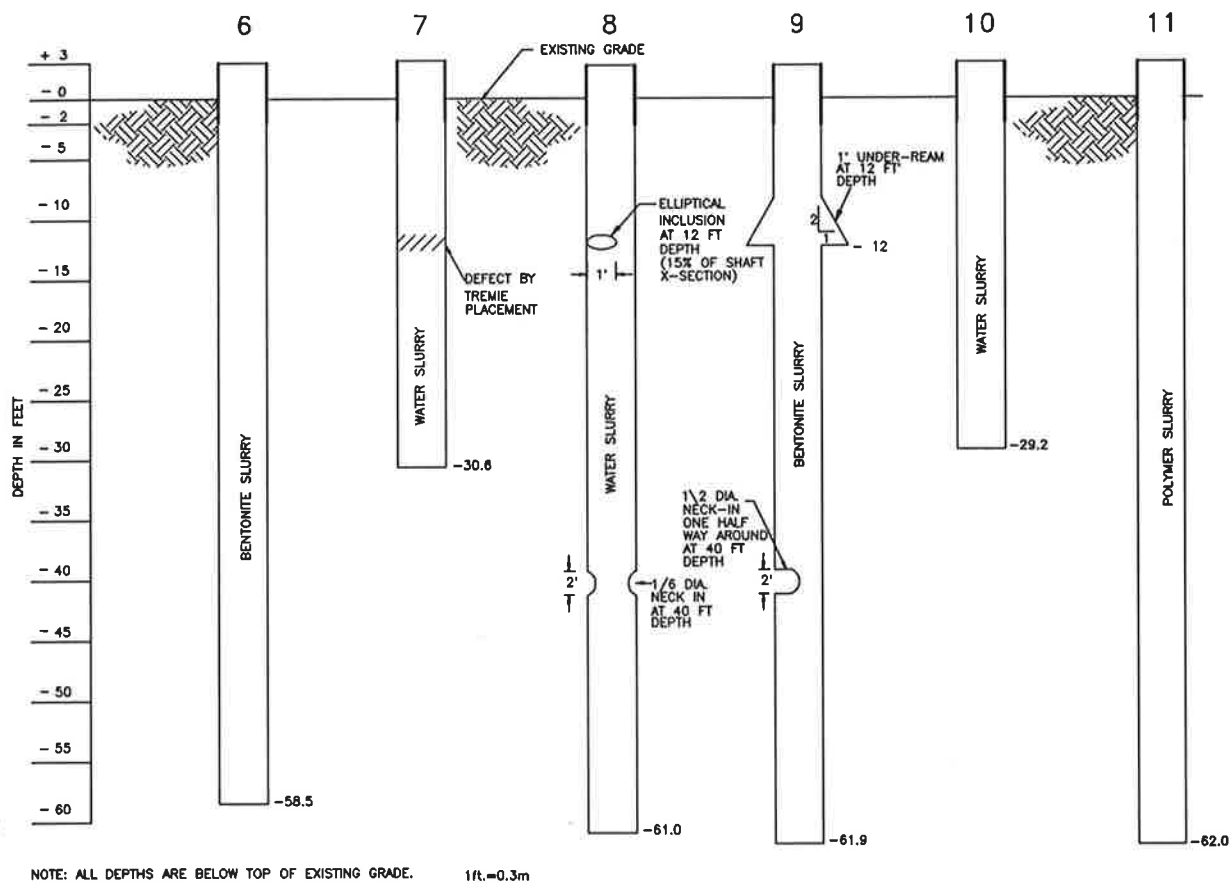 6
7
8
9
10
11
EXISTING GRADE
+ 3
- 0
- 2
- 5
- 10
- 15
- 20
- 25
- 30
- 35
- 40
- 45
- 50
- 55
- 60
DEPTH IN FEET
BENTONITE SLURRY
-58.5
WATER SLURRY
DEFECT BY
TREMIE
PLACEMENT
-30.6
ELLIPTICAL
INCLUSION
AT 12 FT
DEPTH
(15% OF SHAFT
X-SECTION)
1'
WATER SLURRY
2'
1/6 DIA.
NECK IN
AT 40 FT
DEPTH
-61.0
1' UNDER-REAM
AT 12 FT
DEPTH
2
1
- 12
BENTONITE SLURRY
1\2 DIA.
NECK-IN
ONE HALF
WAY AROUND
AT 40 FT
DEPTH
2'
-61.9
WATER SLURRY
-29.2
POLYMER SLURRY
-62.0
NOTE: ALL DEPTHS ARE BELOW TOP OF EXISTING GRADE. 1ft.=0.3m